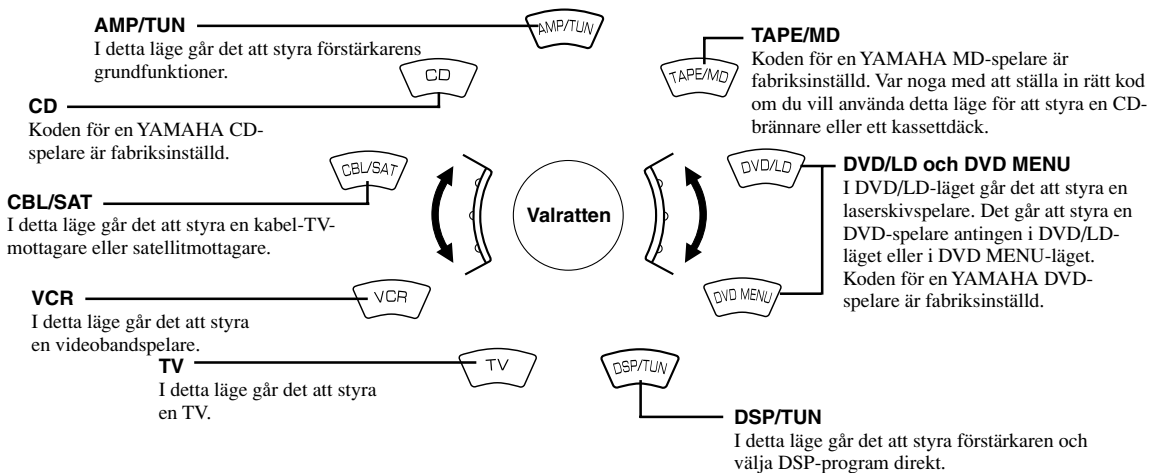 AMP/TUN
I detta läge går det att styra förstärkarens
grundfunktioner.
AMP/TUN
CD
CD
Koden för en YAMAHA CD-
spelare är fabriksinställd.
CBL/SAT
CBL/SAT
I detta läge går det att styra en kabel-TV-
mottagare eller satellitmottagare.
VCR
VCR
I detta läge går det att styra
en videobandspelare.
TV
TV
I detta läge går det att styra
en TV.
Valratten
TAPE/MD
TAPE/MD
Koden för en YAMAHA MD-spelare är
fabriksinställd. Var noga med att ställa in rätt kod
om du vill använda detta läge för att styra en CD-
brännare eller ett kassettdäck.
DVD/LD
DVD/LD och DVD MENU
I DVD/LD-läget går det att styra en
laserskivspelare. Det går att styra en
DVD-spelare antingen i DVD/LD-
läget eller i DVD MENU-läget.
Koden för en YAMAHA DVD-
spelare är fabriksinställd.
DVD MENU
DSP/TUN
DSP/TUN
I detta läge går det att styra förstärkaren och
välja DSP-program direkt.